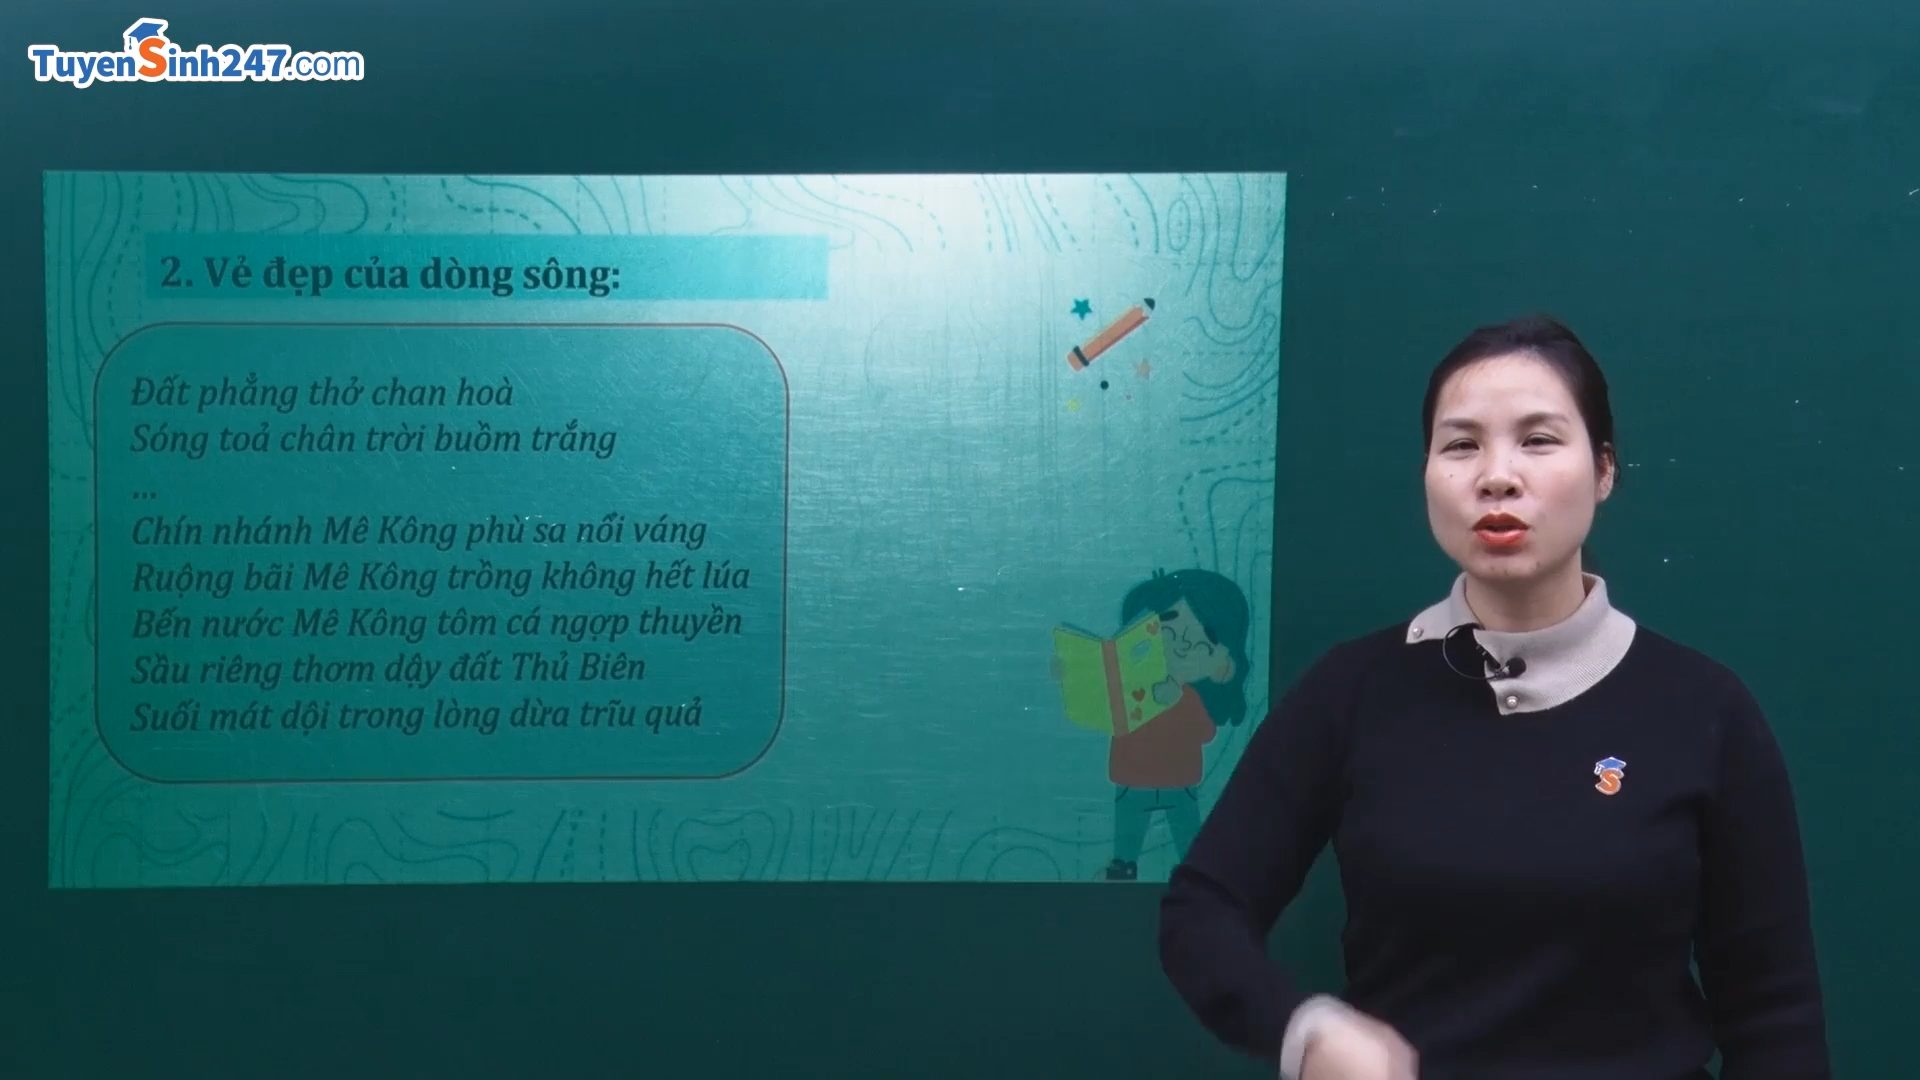 TuyenSinh247.com
2. Vẻ đẹp của dòng sông:
Đất phẳng thở chan hoà
Sóng toả chân trời buồm trắng
...
Chín nhánh Mê Kông phù sa nổi váng
Ruộng bãi Mê Kông trồng không hết lúa
Bến nước Mê Kông tôm cá ngợp thuyền
Sầu riêng thơm dậy đất Thủ Biên
Suối mát dội trong lòng dừa trĩu quả
S